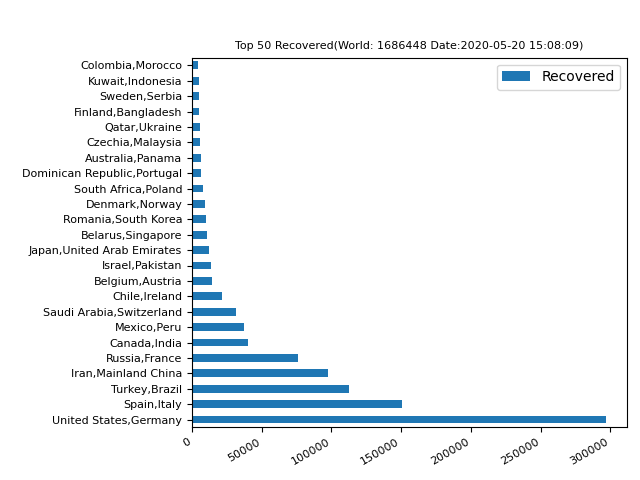 Top 50 Recovered(World: 1686448 Date:2020-05-20 15:08:09)
Recovered
Colombia,Morocco
Kuwait,Indonesia
Sweden,Serbia
Finland,Bangladesh
Qatar,Ukraine
Czechia,Malaysia
Australia,Panama
Dominican Republic,Portugal
South Africa,Poland
Denmark,Norway
Romania,South Korea
Belarus,Singapore
Japan,United Arab Emirates
Israel,Pakistan
Belgium,Austria
Chile,Ireland
Saudi Arabia,Switzerland
Mexico,Peru
Canada,India
Russia,France
Iran,Mainland China
Turkey,Brazil
Spain,Italy
United States,Germany
0
50000
100000
150000
200000
250000
300000